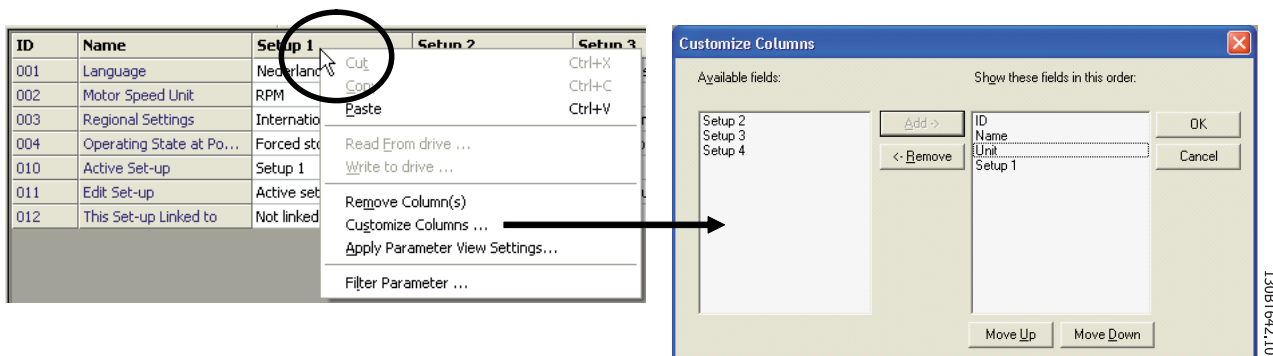 ID Name Setup 1 Setup 2 Setup 3
001 Language Nederland
002 Motor Speed Unit RPM
003 Regional Settings Internatio
004 Operating State at Po... Forced sto
010 Active Set-up Setup 1
011 Edit Set-up Active set
012 This Set-up Linked to Not linked
Cut Ctrl+X
Copy Ctrl+C
Paste Ctrl+V
Read From drive ...
Write to drive ...
Remove Column(s)
Customize Columns ...
Apply Parameter View Settings...
Filter Parameter ...
Customize Columns
Available fields:
Setup 2
Setup 3
Setup 4
Add ->
<- Remove
Show these fields in this order:
ID
Name
Unit
Setup 1
OK
Cancel
Move Up
Move Down
130B1642.10